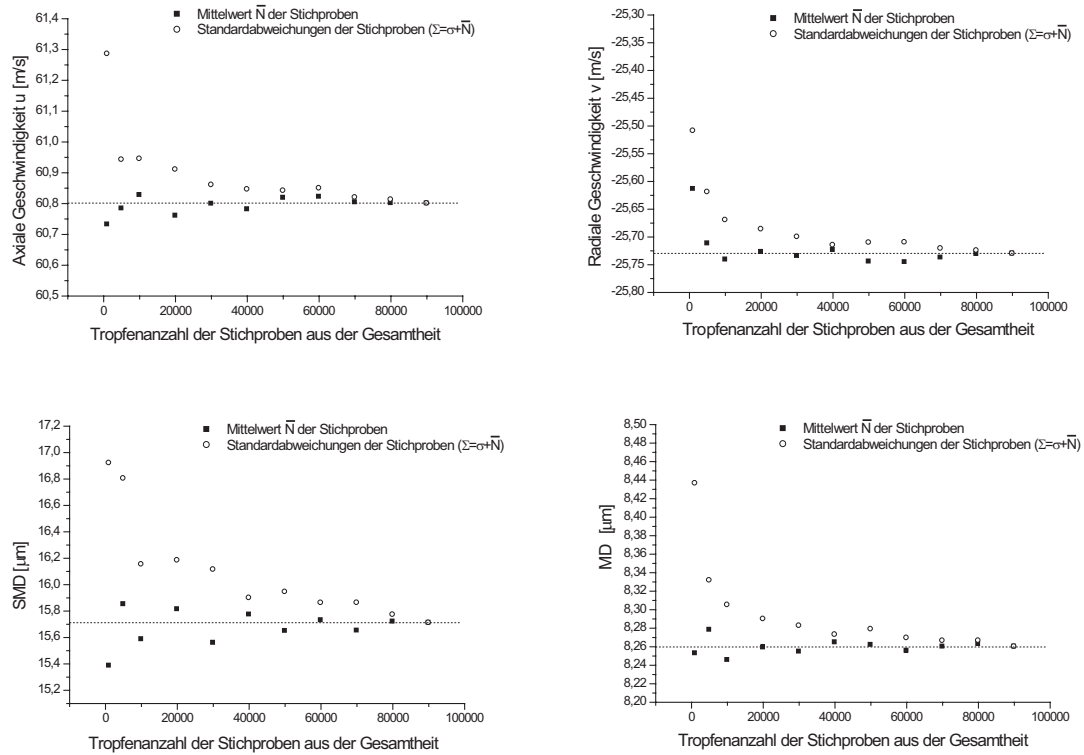 Mittelwert N̅ der Stichproben
Standardabweichungen der Stichproben (Σ=σ+N̅)
Axiale Geschwindigkeit u [m/s]
61,4
61,3
61,2
61,1
61,0
60,9
60,8
60,7
60,6
60,5
0 20000 40000 60000 80000 100000
Tropfenanzahl der Stichproben aus der Gesamtheit
Mittelwert N̅ der Stichproben
Standardabweichungen der Stichproben (Σ=σ+N̅)
Radiale Geschwindigkeit v [m/s]
-25,30
-25,35
-25,40
-25,45
-25,50
-25,55
-25,60
-25,65
-25,70
-25,75
-25,80
0 20000 40000 60000 80000 100000
Tropfenanzahl der Stichproben aus der Gesamtheit
Mittelwert N̅ der Stichproben
Standardabweichungen der Stichproben (Σ=σ+N̅)
SMD [µm]
17,2
17,0
16,8
16,6
16,4
16,2
16,0
15,8
15,6
15,4
15,2
0 20000 40000 60000 80000 100000
Tropfenanzahl der Stichproben aus der Gesamtheit
Mittelwert N̅ der Stichproben
Standardabweichungen der Stichproben (Σ=σ+N̅)
MD [µm]
8,50
8,48
8,46
8,44
8,42
8,40
8,38
8,36
8,34
8,32
8,30
8,28
8,26
8,24
8,22
8,20
0 20000 40000 60000 80000 100000
Tropfenanzahl der Stichproben aus der Gesamtheit